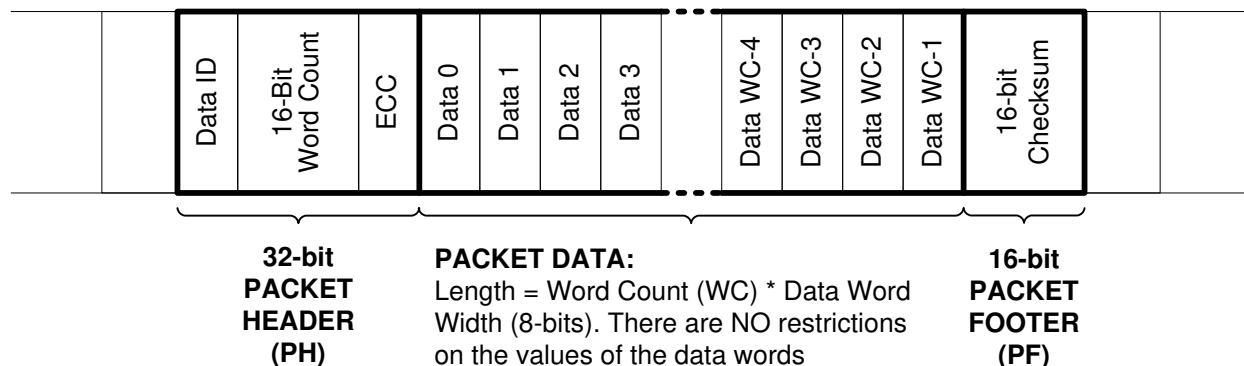 Data ID
16-Bit
Word Count
ECC
Data 0
Data 1
Data 2
Data 3
Data WC-4
Data WC-3
Data WC-2
Data WC-1
16-bit
Checksum
32-bit
PACKET
HEADER
(PH)
PACKET DATA:
Length = Word Count (WC) * Data Word
Width (8-bits). There are NO restrictions
on the values of the data words
16-bit
PACKET
FOOTER
(PF)